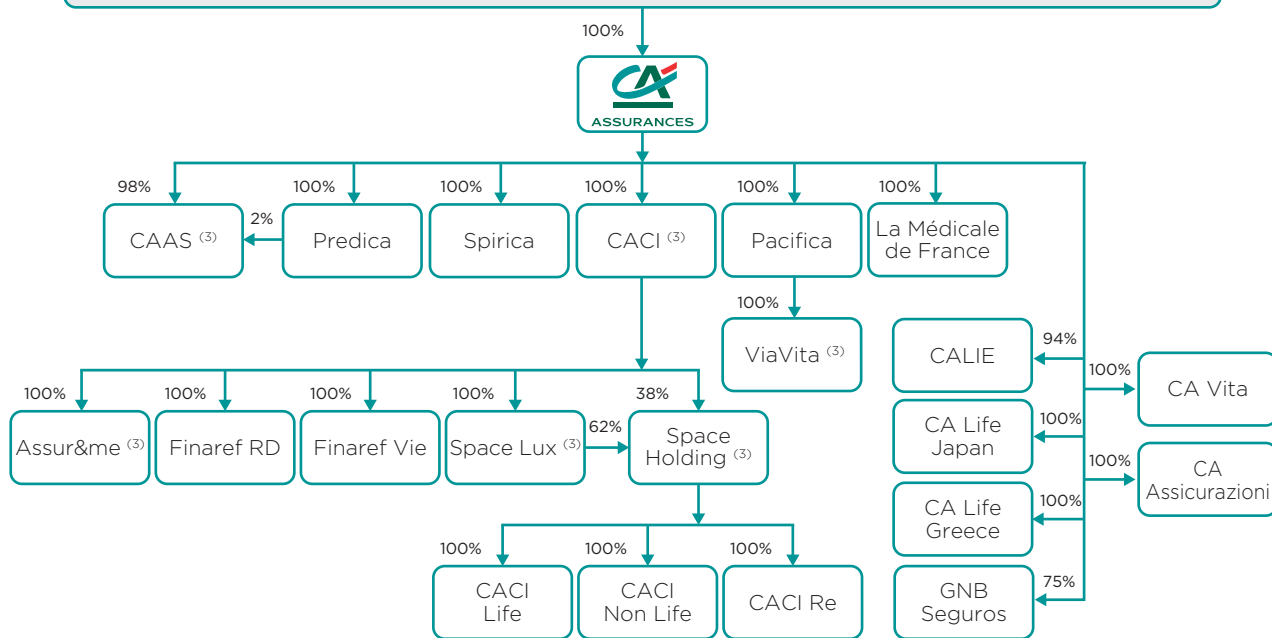 100%
CA
ASSURANCES
98%
100%
100%
100%
100%
100%
CAAS (3)
2%
Predica
Spirica
CACI (3)
Pacifica
La Médicale
de France
100%
ViaVita (3)
CALIE
94%
100%
CA Vita
100%
100%
100%
100%
38%
Assur&me (3)
Finaref RD
Finaref Vie
Space Lux (3)
62%
Space
Holding (3)
CA Life
Japan
100%
100%
CA
Assicurazioni
CA Life
Greece
100%
100%
100%
100%
CACI
Life
CACI
Non Life
CACI Re
GNB
Seguros
75%